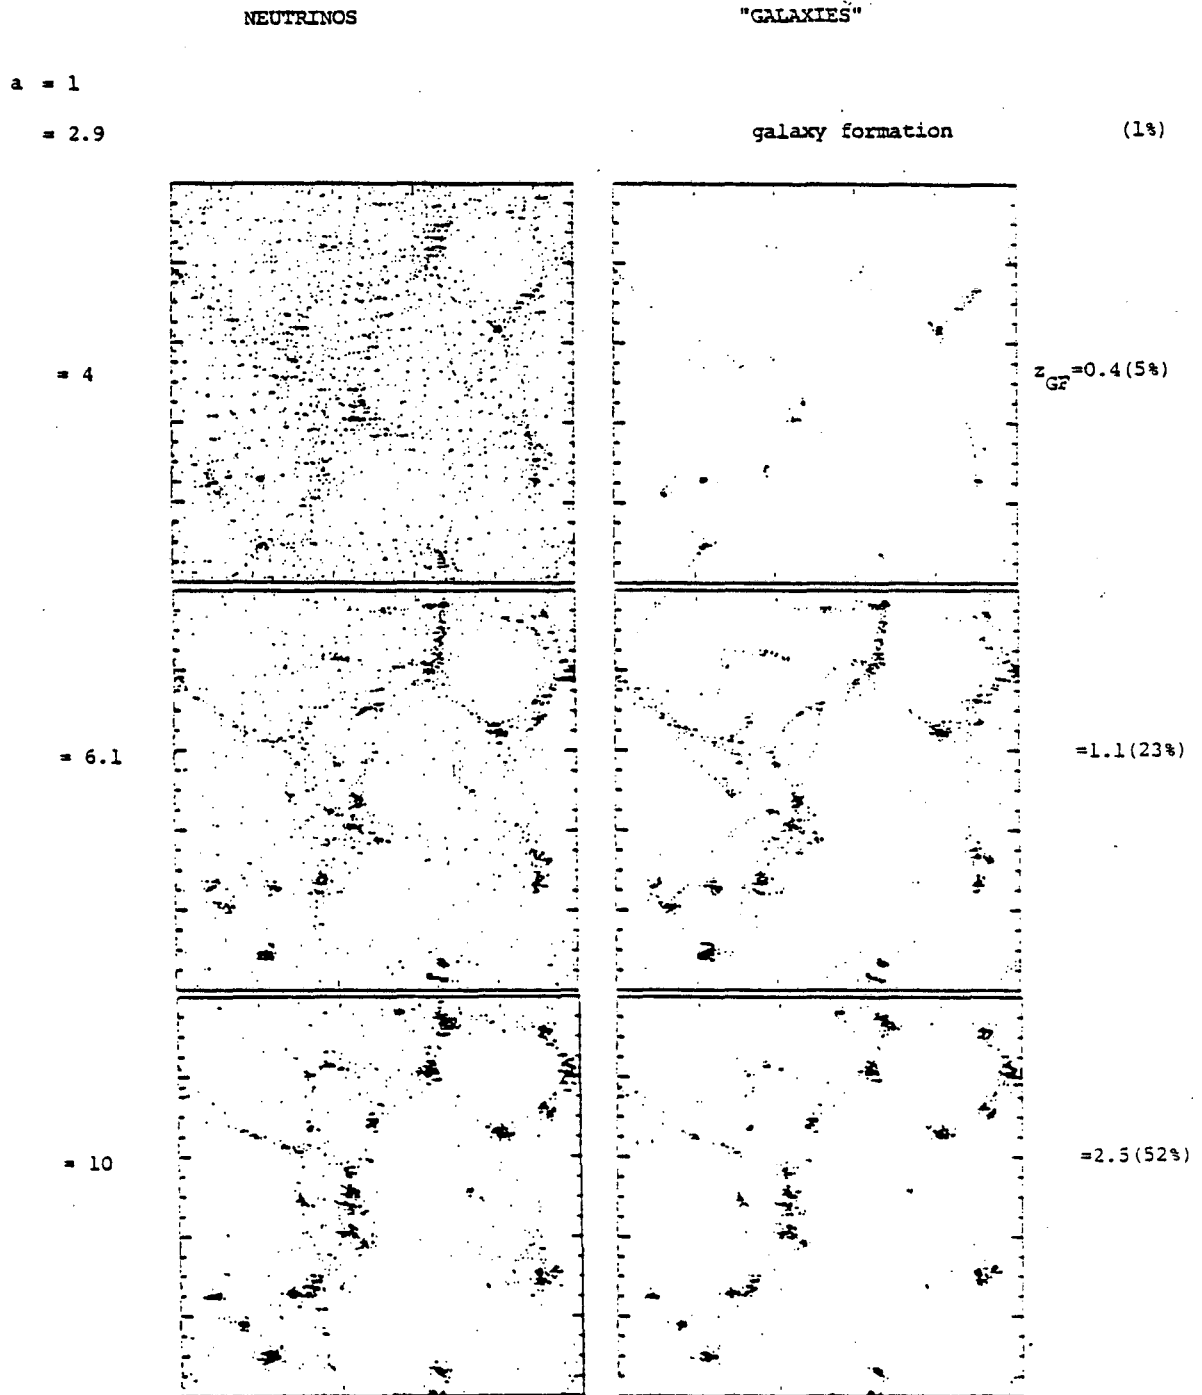 NEUTRINOS "GALAXIES"
a = 1
= 2.9 galaxy formation (1%)
= 4 zGF=0.4(5%)
= 6.1 =1.1(23%)
= 10 =2.5(52%)